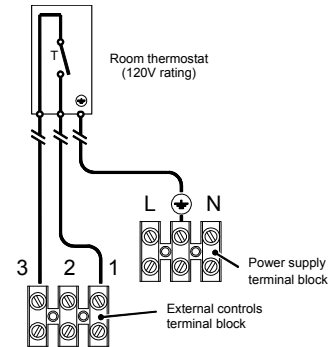 T
Room thermostat
(120V rating)
L
N
3 2 1
Power supply
terminal block
External controls
terminal block